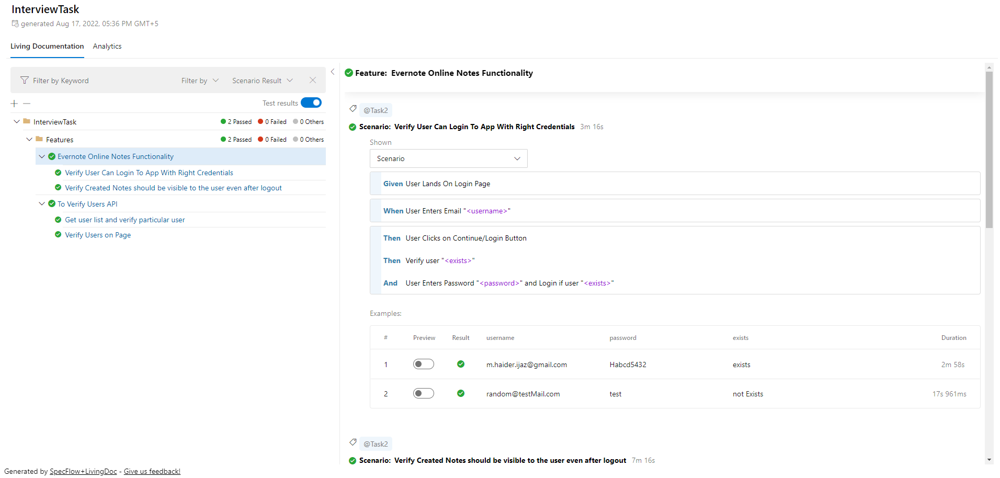 InterviewTask
generated Aug 17, 2022, 05:36 PM GMT+5
Living Documentation Analytics
Filter by Keyword Filter by Scenario Result
Test results
InterviewTask 2 Passed 0 Failed 0 Others
Features 2 Passed 0 Failed 0 Others
Evernote Online Notes Functionality
Verify User Can Login To App With Right Credentials
Verify Created Notes should be visible to the user even after logout
To Verify Users API
Get user list and verify particular user
Verify Users on Page
Feature: Evernote Online Notes Functionality
@Task2
Scenario: Verify User Can Login To App With Right Credentials 3m 16s
Shown
Scenario
Given User Lands On Login Page
When User Enters Email "<username>"
Then User Clicks on Continue/Login Button
Then Verify user "<exists>"
And User Enters Password "<password>" and Login if user "<exists>"
Examples:
# Preview Result username password exists Duration
1 m.haider.ijaz@gmail.com Habcd5432 exists 2m 58s
2 random@testMail.com test not Exists 17s 961ms
@Task2
Scenario: Verify Created Notes should be visible to the user even after logout 7m 16s
Generated by SpecFlow+LivingDoc - Give us feedback!